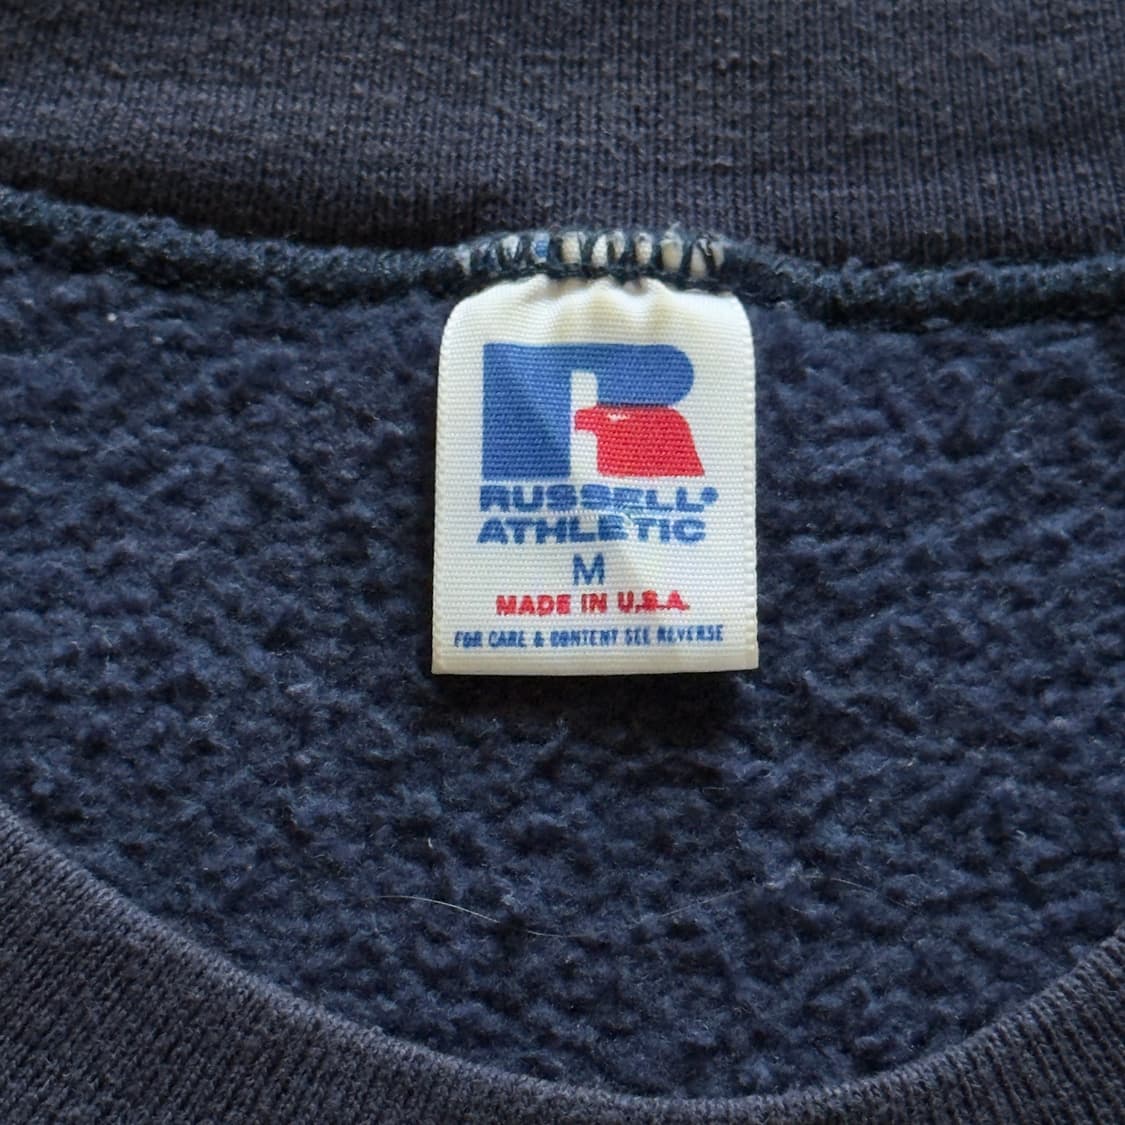 R
RUSSELL®
ATHLETIC
M
MADE IN U.S.A.
FOR CARE & CONTENT SEE REVERSE